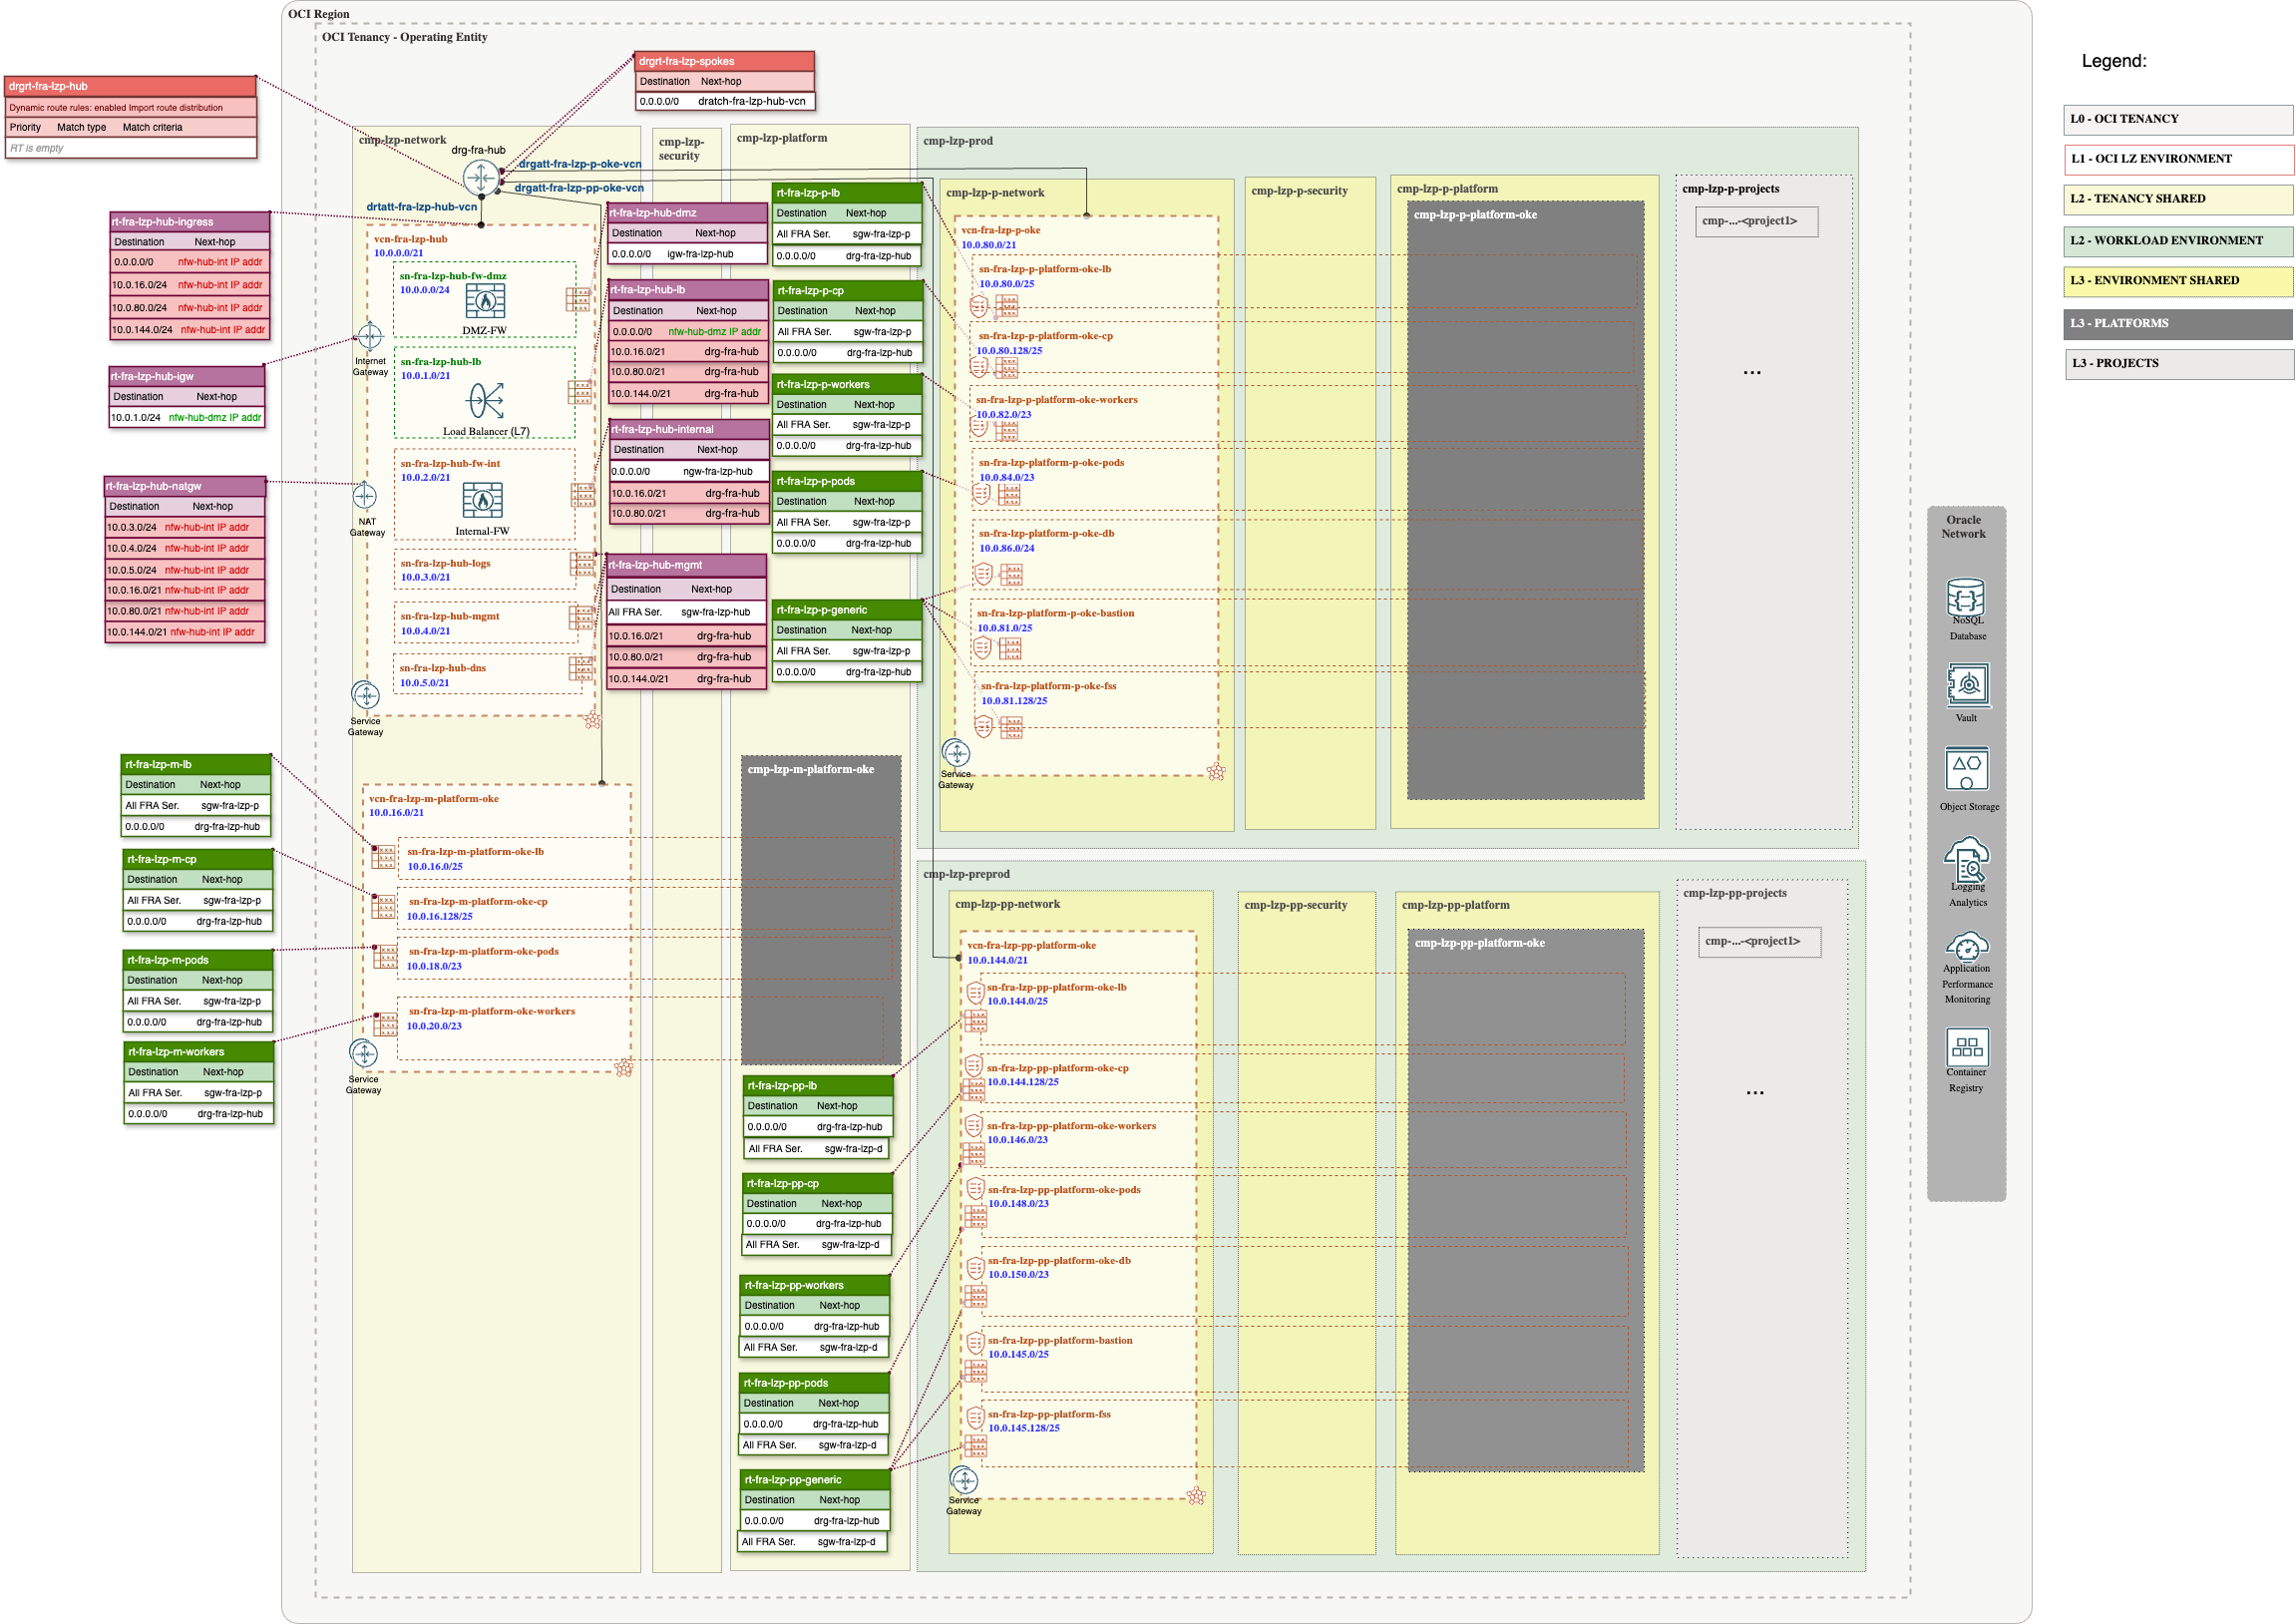 OCI Region
OCI Tenancy - Operating Entity
drgrt-fra-lzp-hub
Dynamic route rules: enabled Import route distribution
Priority Match type Match criteria
RT is empty
drgrt-fra-lzp-spokes
Destination Next-hop
0.0.0.0/0 dratch-fra-lzp-hub-vcn
cmp-lzp-network
drg-fra-hub
drgatt-fra-lzp-p-oke-vcn
drgatt-fra-lzp-pp-oke-vcn
drtatt-fra-lzp-hub-vcn
cmp-lzp-
security
cmp-lzp-platform
rt-fra-lzp-hub-ingress
Destination Next-hop
0.0.0.0/0 nfw-hub-int IP addr
10.0.16.0/24 nfw-hub-int IP addr
10.0.80.0/24 nfw-hub-int IP addr
10.0.144.0/24 nfw-hub-int IP addr
rt-fra-lzp-hub-igw
Destination Next-hop
10.0.1.0/24 nfw-hub-dmz IP addr
rt-fra-lzp-hub-natgw
Destination Next-hop
10.0.3.0/24 nfw-hub-int IP addr
10.0.4.0/24 nfw-hub-int IP addr
10.0.5.0/24 nfw-hub-int IP addr
10.0.16.0/21 nfw-hub-int IP addr
10.0.80.0/21 nfw-hub-int IP addr
10.0.144.0/21 nfw-hub-int IP addr
vcn-fra-lzp-hub
10.0.0.0/21
sn-fra-lzp-hub-fw-dmz
10.0.0.0/24
DMZ-FW
Internet
Gateway
sn-fra-lzp-hub-lb
10.0.1.0/21
Load Balancer (L7)
sn-fra-lzp-hub-fw-int
10.0.2.0/21
Internal-FW
NAT
Gateway
sn-fra-lzp-hub-logs
10.0.3.0/21
sn-fra-lzp-hub-mgmt
10.0.4.0/21
sn-fra-lzp-hub-dns
10.0.5.0/21
Service
Gateway
rt-fra-lzp-hub-dmz
Destination Next-hop
0.0.0.0/0 igw-fra-lzp-hub
rt-fra-lzp-hub-lb
Destination Next-hop
0.0.0.0/0 nfw-hub-dmz IP addr
10.0.16.0/21 drg-fra-hub
10.0.80.0/21 drg-fra-hub
10.0.144.0/21 drg-fra-hub
rt-fra-lzp-hub-internal
Destination Next-hop
0.0.0.0/0 ngw-fra-lzp-hub
10.0.16.0/21 drg-fra-hub
10.0.80.0/21 drg-fra-hub
rt-fra-lzp-hub-mgmt
Destination Next-hop
All FRA Ser. sgw-fra-lzp-hub
10.0.16.0/21 drg-fra-hub
10.0.80.0/21 drg-fra-hub
10.0.144.0/21 drg-fra-hub
rt-fra-lzp-p-lb
Destination Next-hop
All FRA Ser. sgw-fra-lzp-p
0.0.0.0/0 drg-fra-lzp-hub
rt-fra-lzp-p-cp
Destination Next-hop
All FRA Ser. sgw-fra-lzp-p
0.0.0.0/0 drg-fra-lzp-hub
rt-fra-lzp-p-workers
Destination Next-hop
All FRA Ser. sgw-fra-lzp-p
0.0.0.0/0 drg-fra-lzp-hub
rt-fra-lzp-p-pods
Destination Next-hop
All FRA Ser. sgw-fra-lzp-p
0.0.0.0/0 drg-fra-lzp-hub
rt-fra-lzp-p-generic
Destination Next-hop
All FRA Ser. sgw-fra-lzp-p
0.0.0.0/0 drg-fra-lzp-hub
cmp-lzp-prod
cmp-lzp-p-network
cmp-lzp-p-security
cmp-lzp-p-platform
cmp-lzp-p-platform-oke
cmp-lzp-p-projects
cmp-...-<project1>
...
vcn-fra-lzp-p-oke
10.0.80.0/21
sn-fra-lzp-p-platform-oke-lb
10.0.80.0/25
sn-fra-lzp-p-platform-oke-cp
10.0.80.128/25
sn-fra-lzp-p-platform-oke-workers
10.0.82.0/23
sn-fra-lzp-platform-p-oke-pods
10.0.84.0/23
sn-fra-lzp-platform-p-oke-db
10.0.86.0/24
sn-fra-lzp-platform-p-oke-bastion
10.0.81.0/25
sn-fra-lzp-platform-p-oke-fss
10.0.81.128/25
Service
Gateway
rt-fra-lzp-m-lb
Destination Next-hop
All FRA Ser. sgw-fra-lzp-p
0.0.0.0/0 drg-fra-lzp-hub
rt-fra-lzp-m-cp
Destination Next-hop
All FRA Ser. sgw-fra-lzp-p
0.0.0.0/0 drg-fra-lzp-hub
rt-fra-lzp-m-pods
Destination Next-hop
All FRA Ser. sgw-fra-lzp-p
0.0.0.0/0 drg-fra-lzp-hub
rt-fra-lzp-m-workers
Destination Next-hop
All FRA Ser. sgw-fra-lzp-p
0.0.0.0/0 drg-fra-lzp-hub
vcn-fra-lzp-m-platform-oke
10.0.16.0/21
sn-fra-lzp-m-platform-oke-lb
10.0.16.0/25
sn-fra-lzp-m-platform-oke-cp
10.0.16.128/25
sn-fra-lzp-m-platform-oke-pods
10.0.18.0/23
sn-fra-lzp-m-platform-oke-workers
10.0.20.0/23
Service
Gateway
cmp-lzp-m-platform-oke
rt-fra-lzp-pp-lb
Destination Next-hop
0.0.0.0/0 drg-fra-lzp-hub
All FRA Ser. sgw-fra-lzp-d
rt-fra-lzp-pp-cp
Destination Next-hop
0.0.0.0/0 drg-fra-lzp-hub
All FRA Ser. sgw-fra-lzp-d
rt-fra-lzp-pp-workers
Destination Next-hop
0.0.0.0/0 drg-fra-lzp-hub
All FRA Ser. sgw-fra-lzp-d
rt-fra-lzp-pp-pods
Destination Next-hop
0.0.0.0/0 drg-fra-lzp-hub
All FRA Ser. sgw-fra-lzp-d
rt-fra-lzp-pp-generic
Destination Next-hop
0.0.0.0/0 drg-fra-lzp-hub
All FRA Ser. sgw-fra-lzp-d
cmp-lzp-preprod
cmp-lzp-pp-network
cmp-lzp-pp-security
cmp-lzp-pp-platform
cmp-lzp-pp-platform-oke
cmp-lzp-pp-projects
cmp-...-<project1>
...
vcn-fra-lzp-pp-platform-oke
10.0.144.0/21
sn-fra-lzp-pp-platform-oke-lb
10.0.144.0/25
sn-fra-lzp-pp-platform-oke-cp
10.0.144.128/25
sn-fra-lzp-pp-platform-oke-workers
10.0.146.0/23
sn-fra-lzp-pp-platform-oke-pods
10.0.148.0/23
sn-fra-lzp-pp-platform-oke-db
10.0.150.0/23
sn-fra-lzp-pp-platform-bastion
10.0.145.0/25
sn-fra-lzp-pp-platform-fss
10.0.145.128/25
Service
Gateway
Oracle
Network
NoSQL
Database
Vault
Object Storage
Logging
Analytics
Application
Performance
Monitoring
Container
Registry
Legend:
L0 - OCI TENANCY
L1 - OCI LZ ENVIRONMENT
L2 - TENANCY SHARED
L2 - WORKLOAD ENVIRONMENT
L3 - ENVIRONMENT SHARED
L3 - PLATFORMS
L3 - PROJECTS